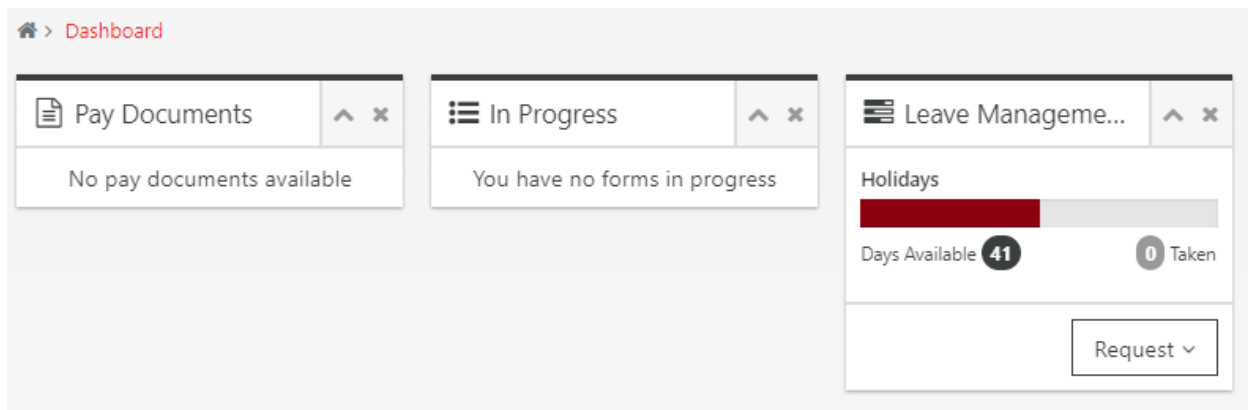 > Dashboard
Pay Documents
No pay documents available
In Progress
You have no forms in progress
Leave Manageme...
Holidays
Days Available 41
0 Taken
Request